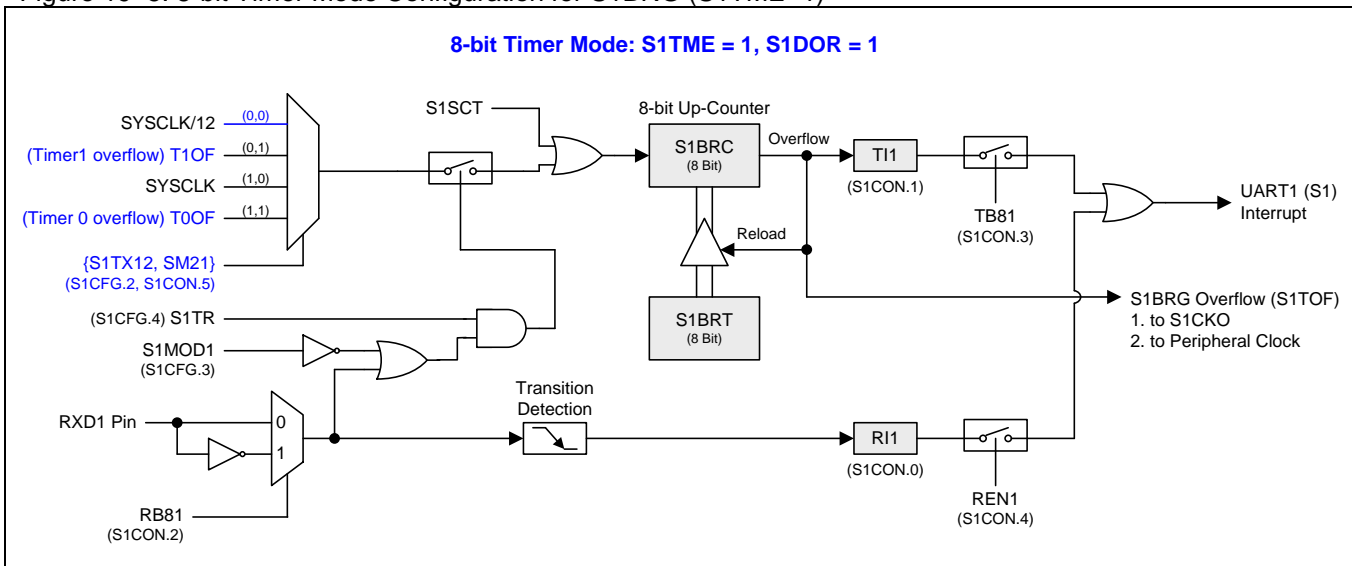 8-bit Timer Mode: S1TME = 1, S1DOR = 1
S1SCT
8-bit Up-Counter
SYSCLK/12 (0,0)
(Timer1 overflow) T1OF (0,1)
SYSCLK (1,0)
(Timer 0 overflow) T0OF (1,1)
{S1TX12, SM21}
(S1CFG.2, S1CON.5)
S1BRC
(8 Bit)
Overflow
TI1
(S1CON.1)
TB81
(S1CON.3)
UART1 (S1)
Interrupt
Reload
S1BRT
(8 Bit)
S1BRG Overflow (S1TOF)
1. to S1CKO
2. to Peripheral Clock
(S1CFG.4) S1TR
S1MOD1
(S1CFG.3)
Transition
Detection
RXD1 Pin
0
1
RB81
(S1CON.2)
RI1
(S1CON.0)
REN1
(S1CON.4)